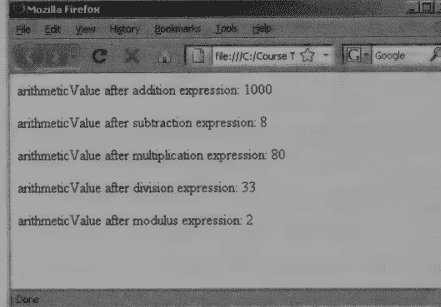 Mozilla Firefox
File Edit View History Bookmarks Tools Help
file:///C:/Course T
G Google
arithmeticValue after addition expression: 1000
arithmeticValue after subtraction expression: 8
arithmeticValue after multiplication expression: 80
arithmeticValue after division expression: 33
arithmeticValue after modulus expression: 2
Done